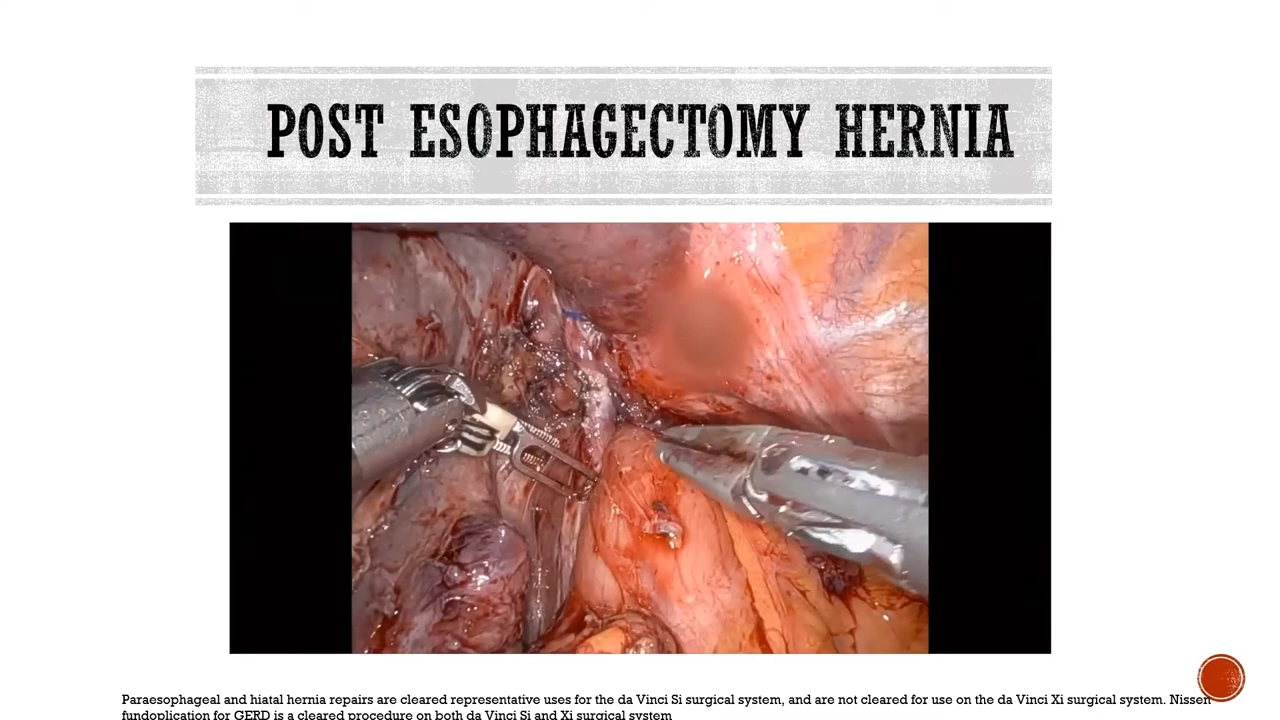 POST ESOPHAGECTOMY HERNIA
Paraesophageal and hiatal hernia repairs are cleared representative uses for the da Vinci Si surgical system, and are not cleared for use on the da Vinci Xi surgical system. Nissen
fundoplication for GERD is a cleared procedure on both da Vinci Si and Xi surgical system